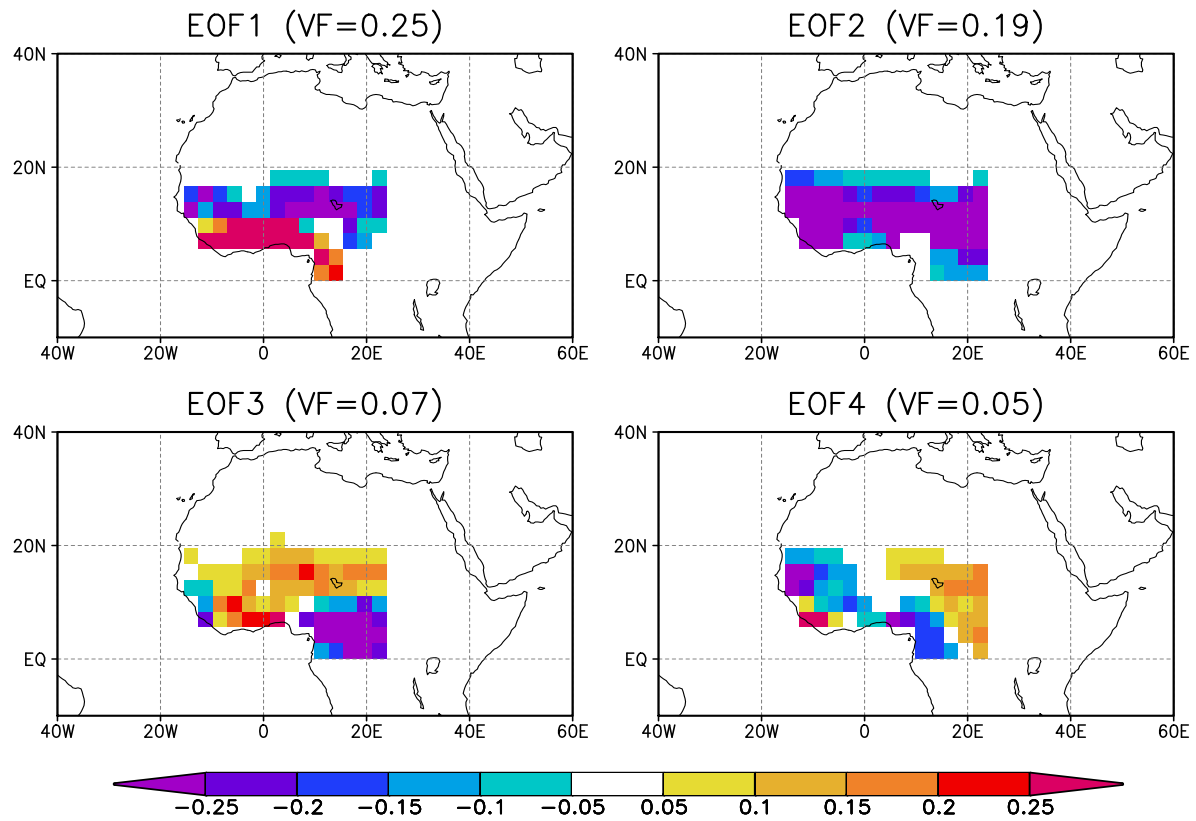 EOF1 (VF=0.25)
40N
20N
EQ
40W 20W 0 20E 40E 60E
EOF2 (VF=0.19)
40N
20N
EQ
40W 20W 0 20E 40E 60E
EOF3 (VF=0.07)
40N
20N
EQ
40W 20W 0 20E 40E 60E
EOF4 (VF=0.05)
40N
20N
EQ
40W 20W 0 20E 40E 60E
−0.25 −0.2 −0.15 −0.1 −0.05 0.05 0.1 0.15 0.2 0.25